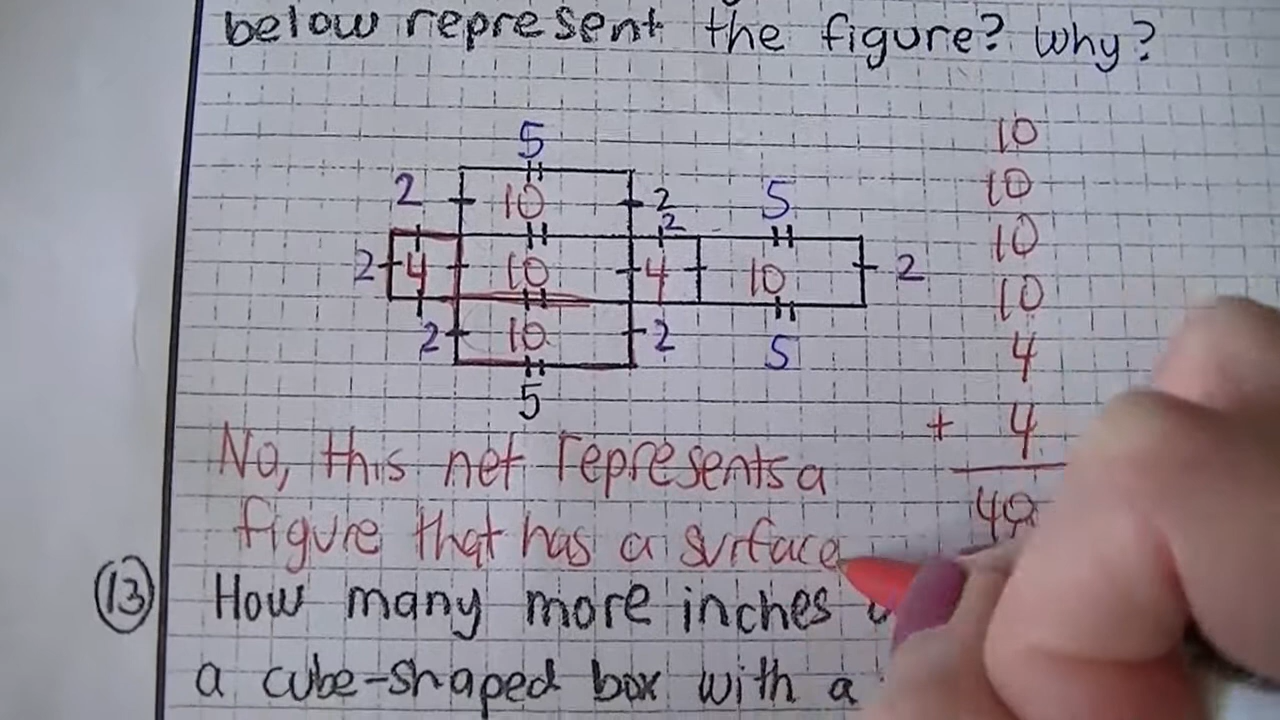 below represent the figure? Why?
5
10
2 10 2 5 10
2
2 4 10 4 10 2 10
2 10 2 5 10
5 4
+ 4
No, this net represents a
figure that has a surface
13 How many more inches
a cube-shaped box with a